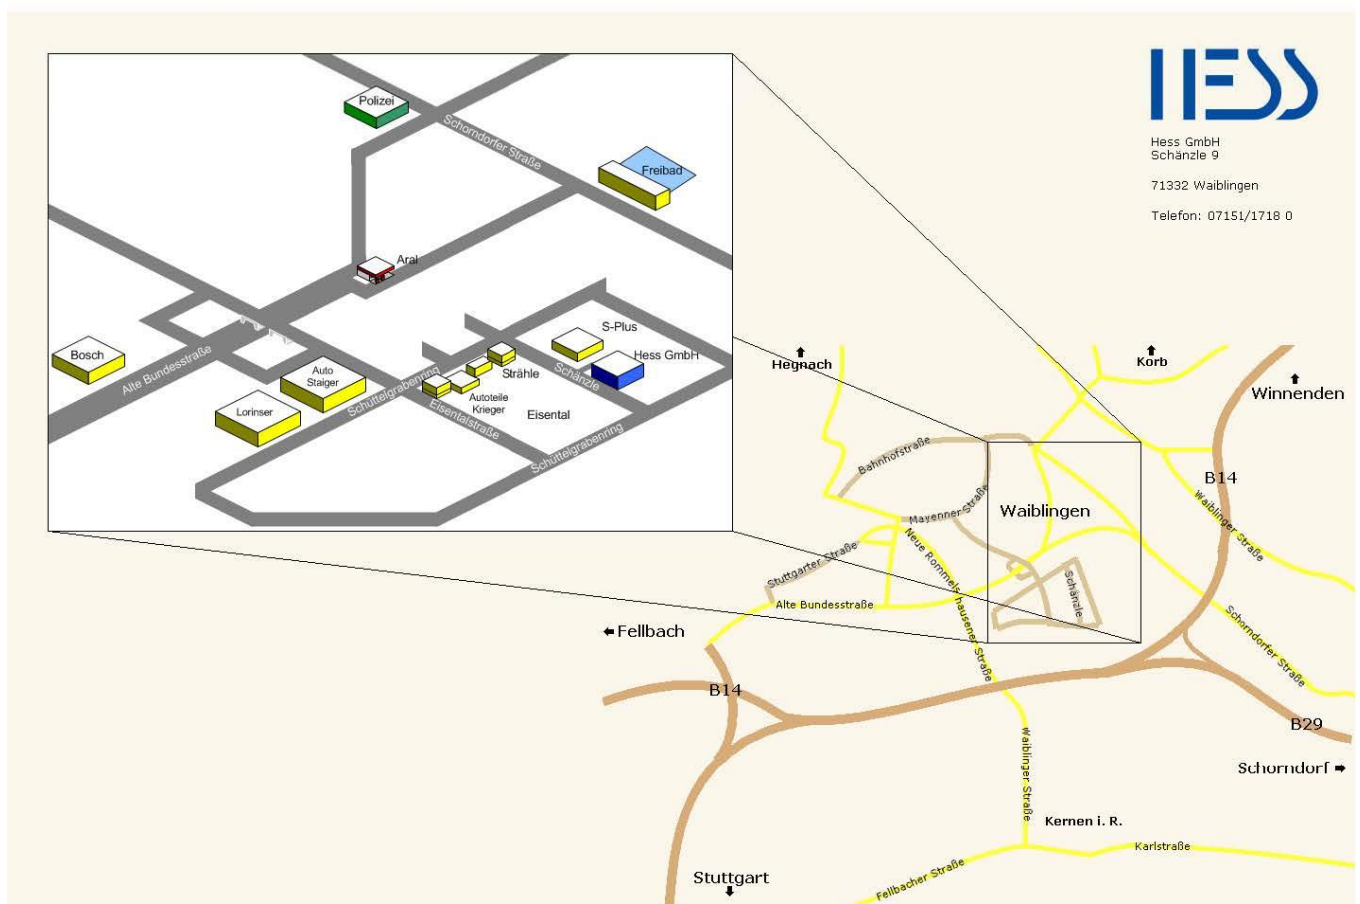 HESS
Hess GmbH
Schänzle 9
71332 Waiblingen
Telefon: 07151/1718 0
Polizei
Schorndorfer Straße
Freibad
Aral
S-Plus
Hess GmbH
Bosch
Alte Bundesstraße
Auto
Staiger
Lorinser
Schüttelgrabenring
Strähle
Schänzle
Autoteile
Krieger
Eisental
Eisentalstraße
Schüttelgrabenring
Hegnach
Korb
Winnenden
Bahnhofstraße
B14
Waiblinger Straße
Mayenner Straße
Waiblingen
Neue Rommelshausener Straße
Stuttgarter Straße
Schänzle
Alte Bundesstraße
Fellbach
Schorndorfer Straße
B14
B29
Waiblinger Straße
Schorndorf
Kernen i. R.
Karlstraße
Fellbacher Straße
Stuttgart